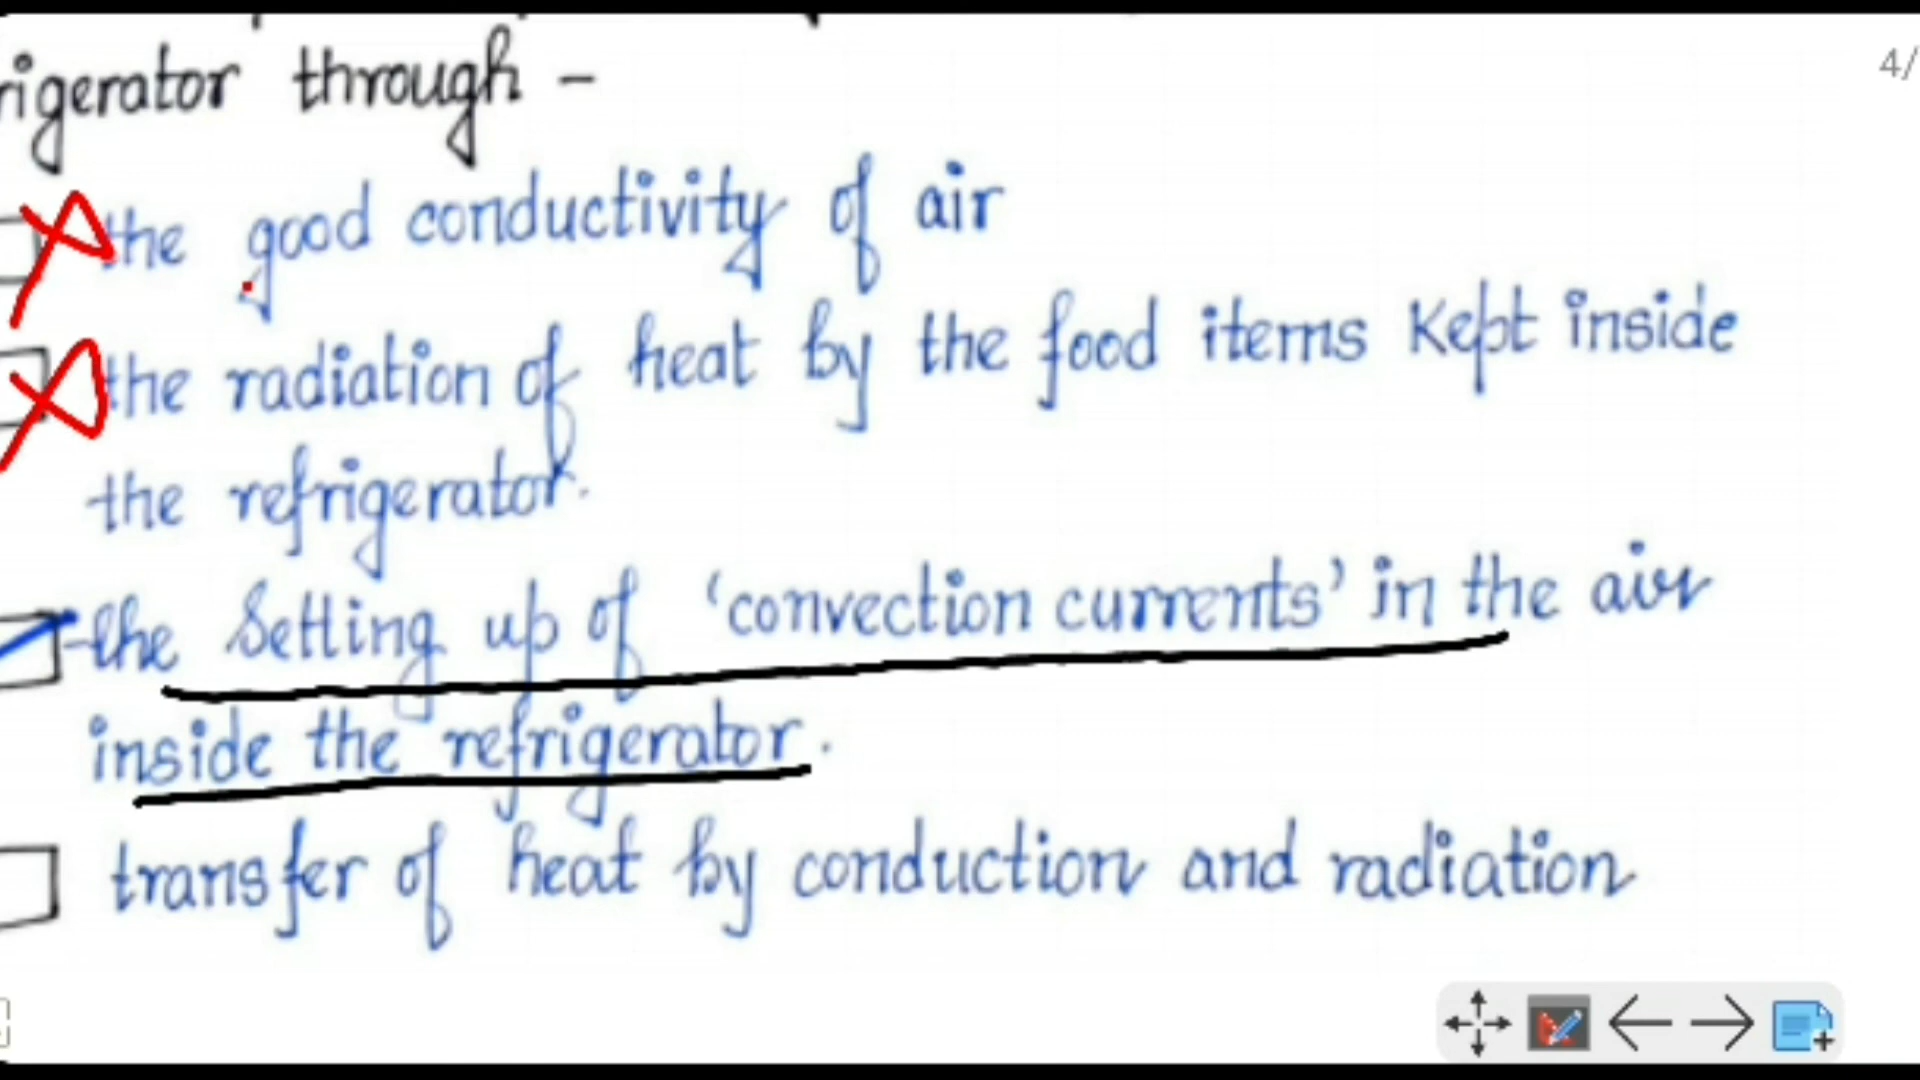 rigerator through -
4/
the good conductivity of air
the radiation of heat by the food items Kept inside
the refrigerator.
the Setting up of 'convection currents' in the air
inside the refrigerator.
transfer of heat by conduction and radiation